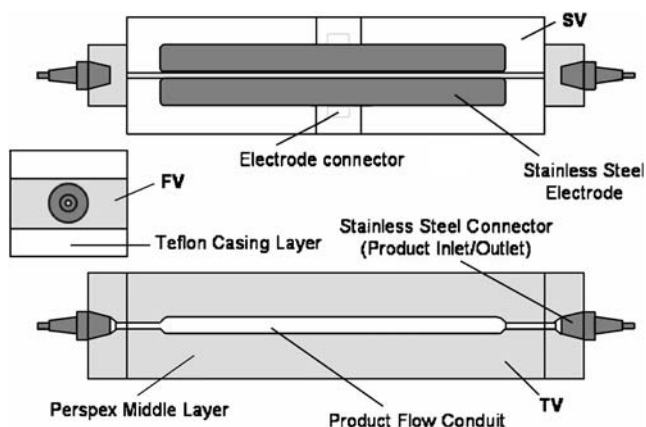 SV
Electrode connector
Stainless Steel
Electrode
FV
Teflon Casing Layer
Stainless Steel Connector
(Product Inlet/Outlet)
Perspex Middle Layer
Product Flow Conduit
TV